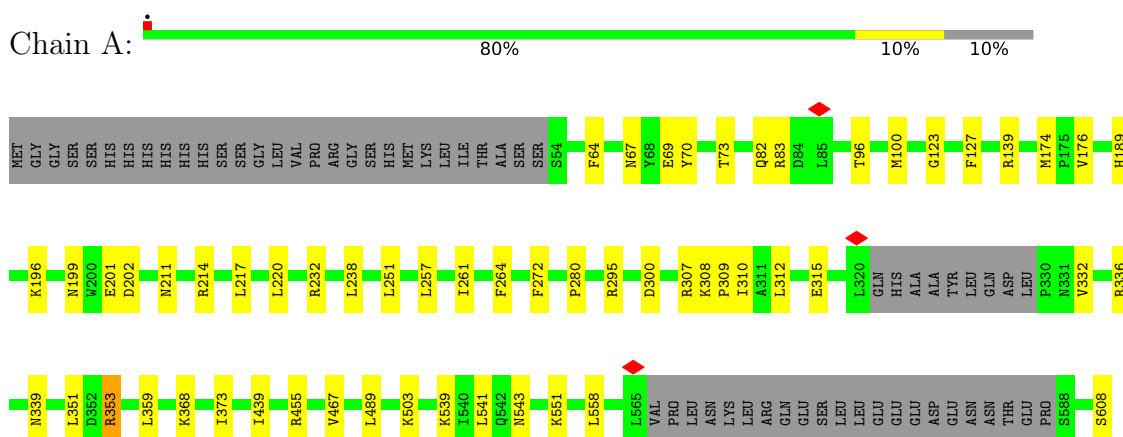 Chain A:
80% 10% 10%
MET GLY GLY SER SER HIS HIS HIS HIS HIS HIS SER SER GLY LEU VAL PRO ARG GLY SER HIS MET LYS LEU ILE THR ALA SER SER S54 F64 N67 Y68 E69 Y70 T73 Q82 R83 D84 L85 T96 M100 G123 F127 R139 M174 P175 V176 H189
K196 N199 W200 E201 D202 N211 R214 L217 L220 R232 L238 L251 L257 I261 F264 F272 P280 R295 D300 R307 K308 P309 I310 A311 L312 E315 L320 GLN HIS ALA ALA TYR LEU GLN ASP LEU P330 N331 V332 R336
N339 L351 D352 R353 L359 K368 I373 I439 R455 V467 L489 K503 K539 I540 L541 Q542 N543 K551 L558 L565 VAL PRO LEU ASN LYS LEU ARG GLN GLU SER LEU LEU GLU GLU GLU ASP GLU ASN ASN THR GLU PRO S588 S608